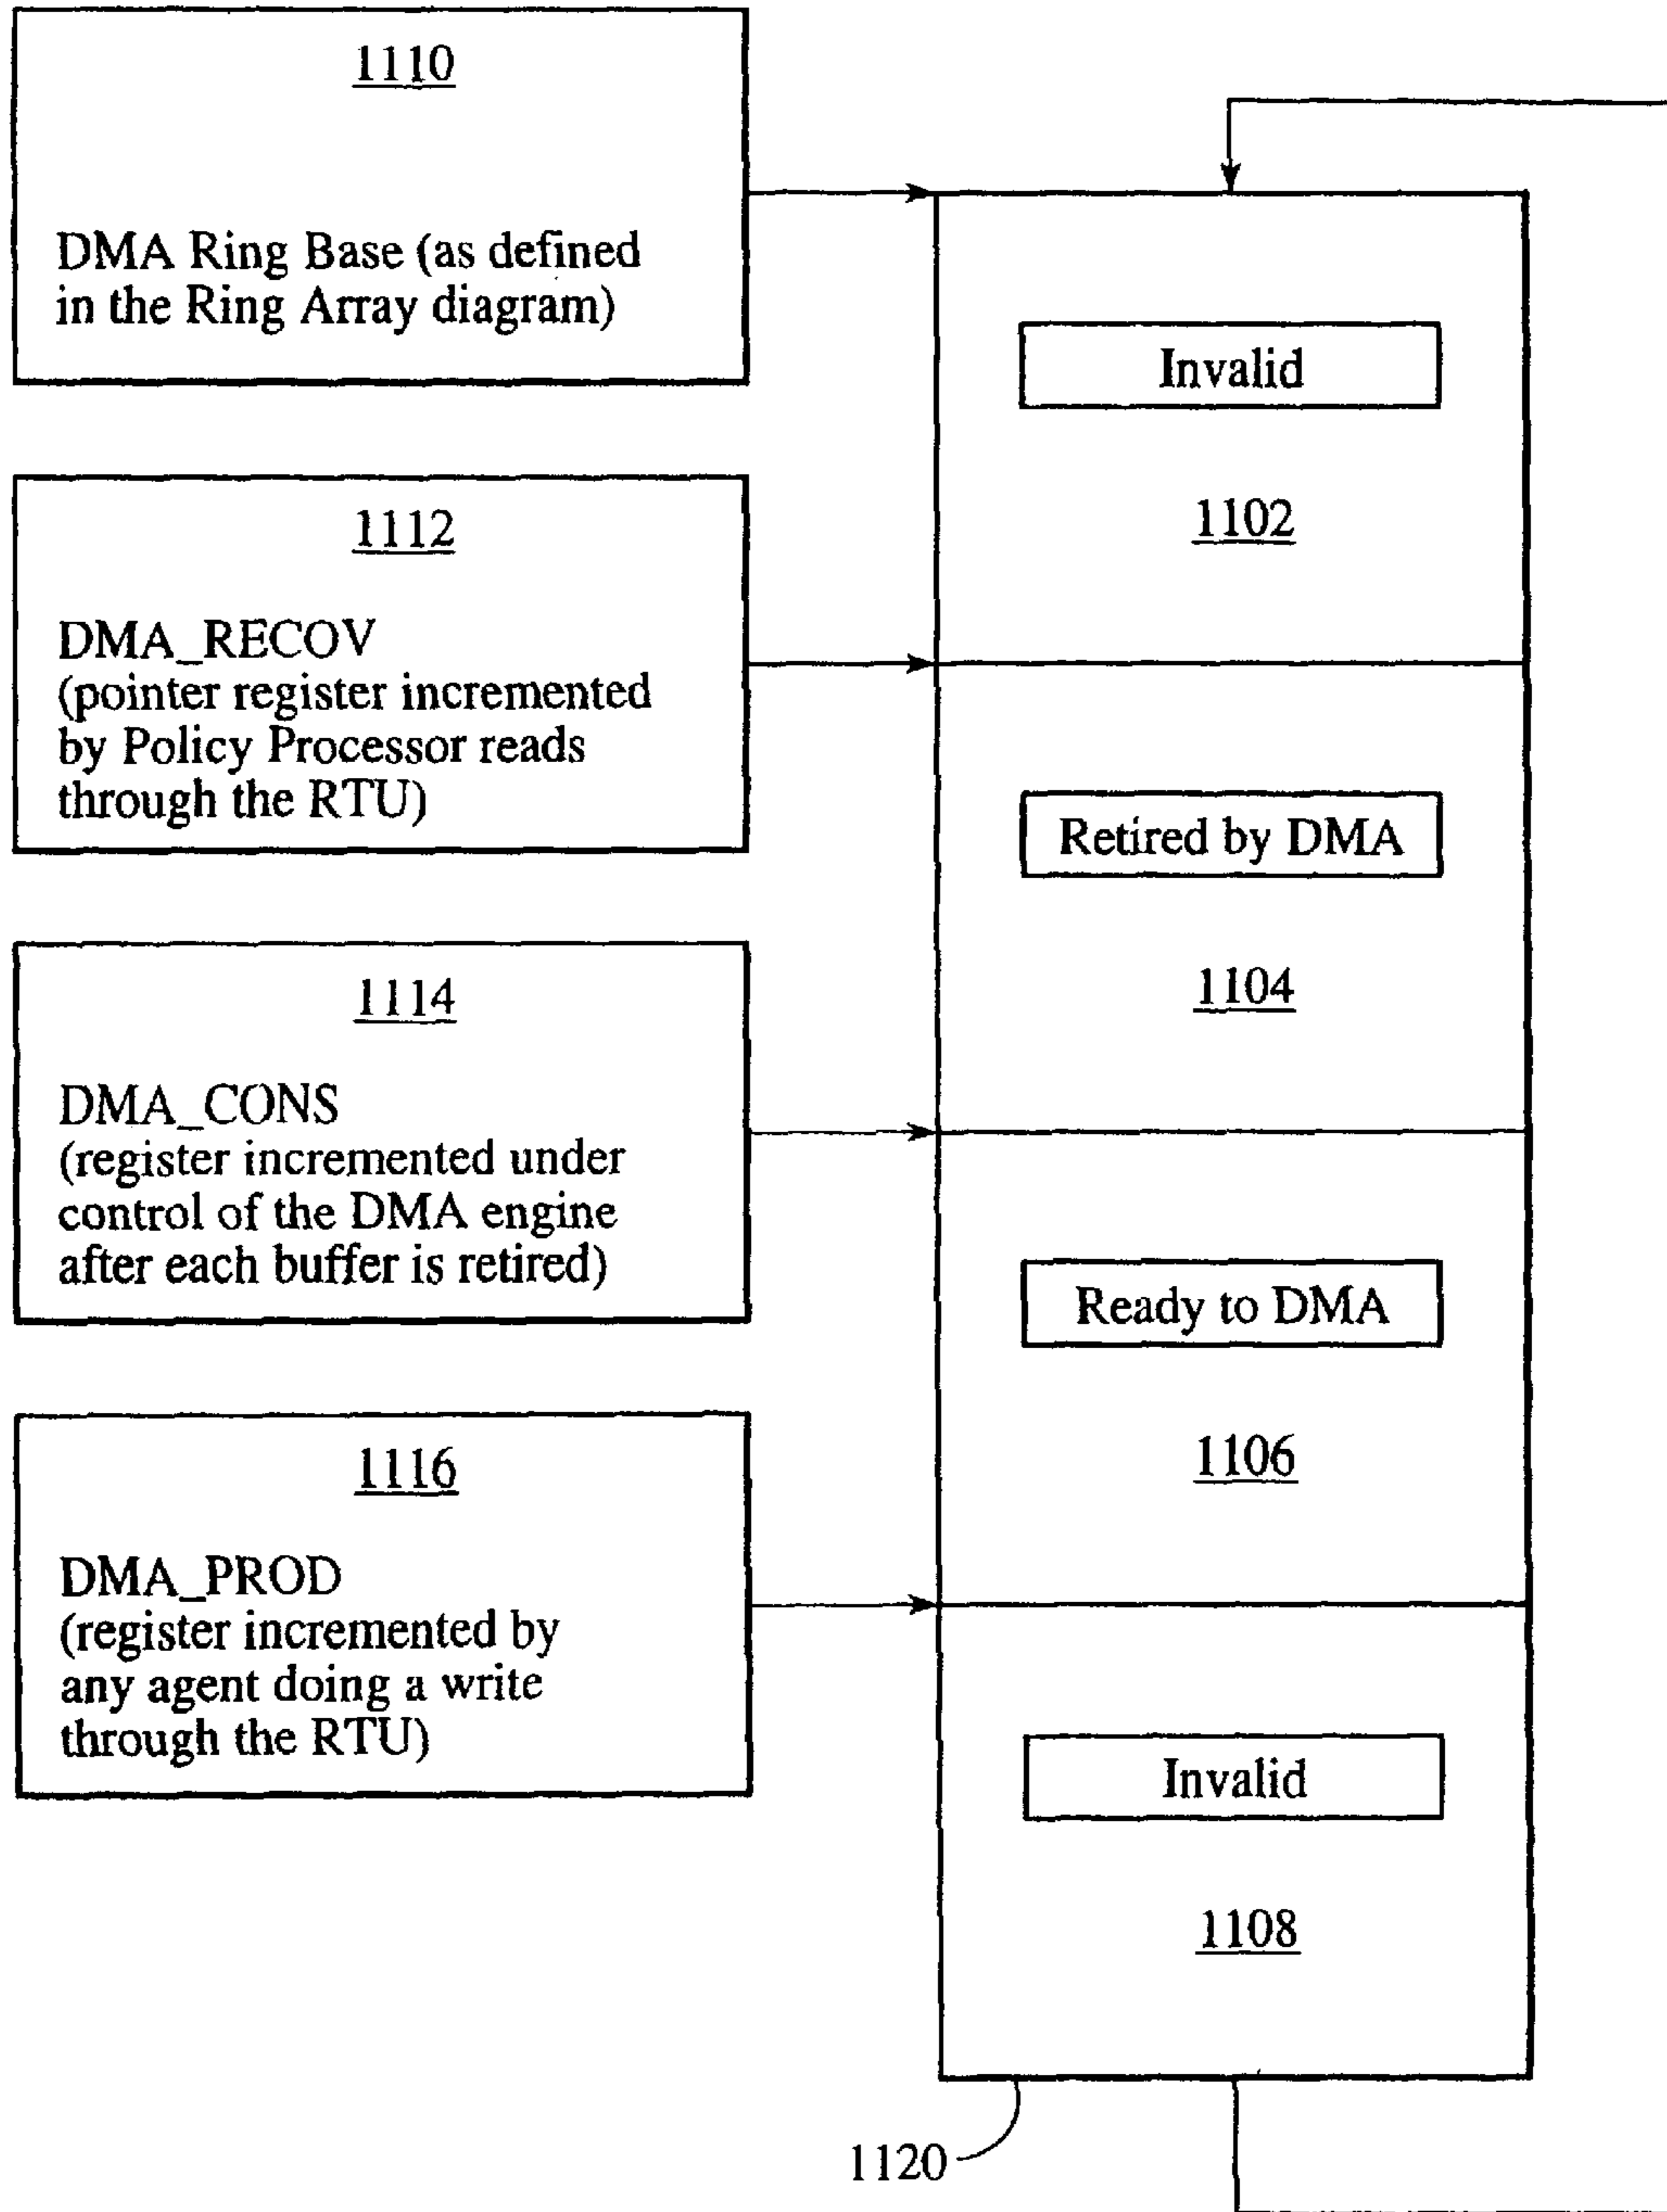 1110
DMA Ring Base (as defined
in the Ring Array diagram)
1112
DMA_RECOV
(pointer register incremented
by Policy Processor reads
through the RTU)
1114
DMA_CONS
(register incremented under
control of the DMA engine
after each buffer is retired)
1116
DMA_PROD
(register incremented by
any agent doing a write
through the RTU)
Invalid
1102
Retired by DMA
1104
Ready to DMA
1106
Invalid
1108
1120